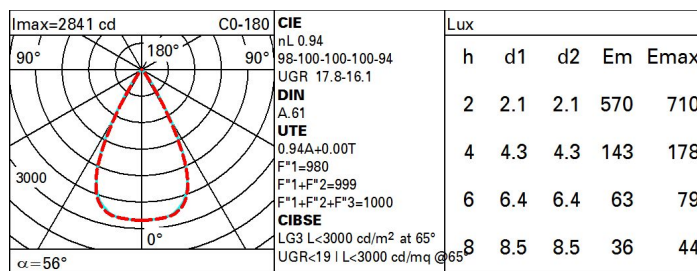 Imax=2841 cd C0-180
90° 180° 90°
3000
0°
α=56°
CIE
nL 0.94
98-100-100-100-94
UGR 17.8-16.1
DIN
A.61
UTE
0.94A+0.00T
F"1=980
F"1+F"2=999
F"1+F"2+F"3=1000
CIBSE
LG3 L<3000 cd/m² at 65°
UGR<19 | L<3000 cd/mq @65°
Lux
h d1 d2 Em Emax
2 2.1 2.1 570 710
4 4.3 4.3 143 178
6 6.4 6.4 63 79
8 8.5 8.5 36 44